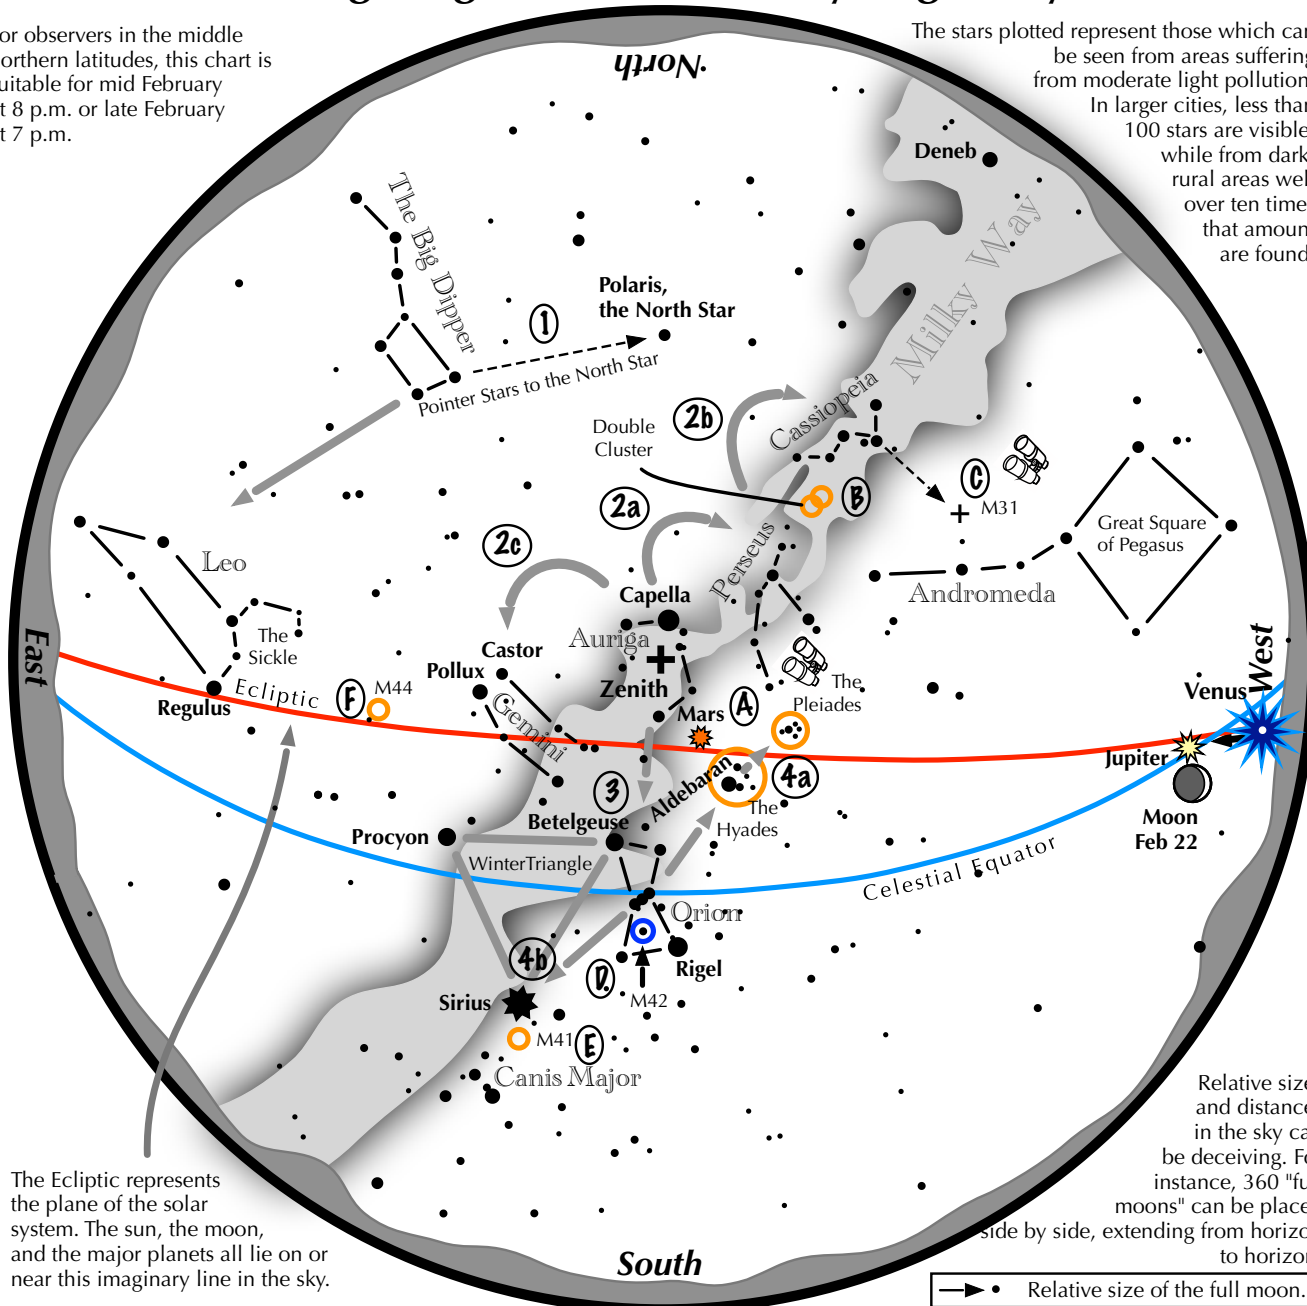 or observers in the middle
orthern latitudes, this chart is
uitable for mid February
t 8 p.m. or late February
t 7 p.m.
The stars plotted represent those which can
be seen from areas suffering
from moderate light pollution
In larger cities, less than
100 stars are visible
while from dark
rural areas wel
over ten time
that amoun
are found
North
Deneb
Milky Way
The Big Dipper
Polaris,
the North Star
1
Pointer Stars to the North Star
2b
Cassiopeia
Double
Cluster
B
C
M31
2a
2c
Perseus
Great Square
of Pegasus
Leo
Andromeda
Capella
Auriga
The
Sickle
Castor
Pollux
Zenith
East
West
Regulus
Ecliptic
F
M44
Gemini
Mars
A
The
Pleiades
Venus
Jupiter
3
Aldebaran
4a
The
Hyades
Moon
Feb 22
Betelgeuse
Procyon
WinterTriangle
Celestial Equator
Orion
4b
D
Rigel
Sirius
M42
M41
E
Canis Major
The Ecliptic represents
the plane of the solar
system. The sun, the moon,
and the major planets all lie on or
near this imaginary line in the sky.
Relative size
and distance
in the sky ca
be deceiving. Fo
instance, 360 "fu
moons" can be place
side by side, extending from horizo
to horizo
South
Relative size of the full moon.